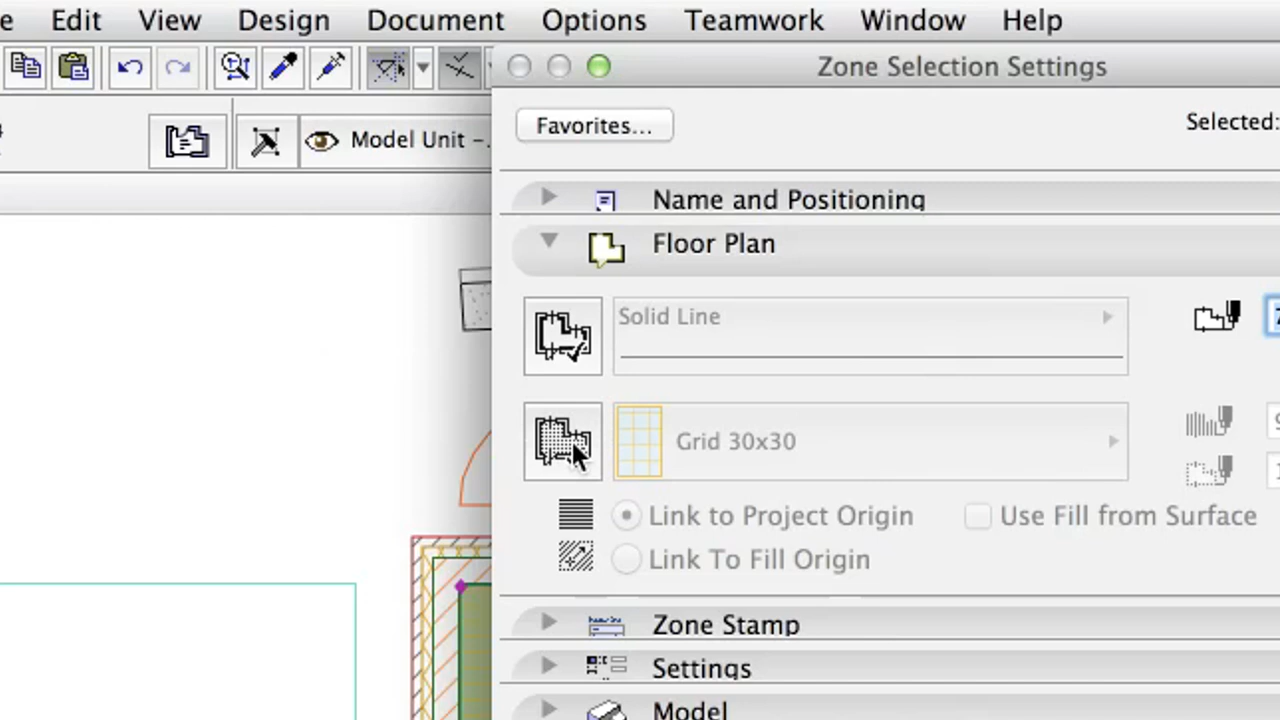 Edit View Design Document Options Teamwork Window Help
Zone Selection Settings
Favorites...
Selected:
Model Unit -.
Name and Positioning
Floor Plan
Solid Line
Grid 30x30
Link to Project Origin
Use Fill from Surface
Link To Fill Origin
Zone Stamp
Settings
Model